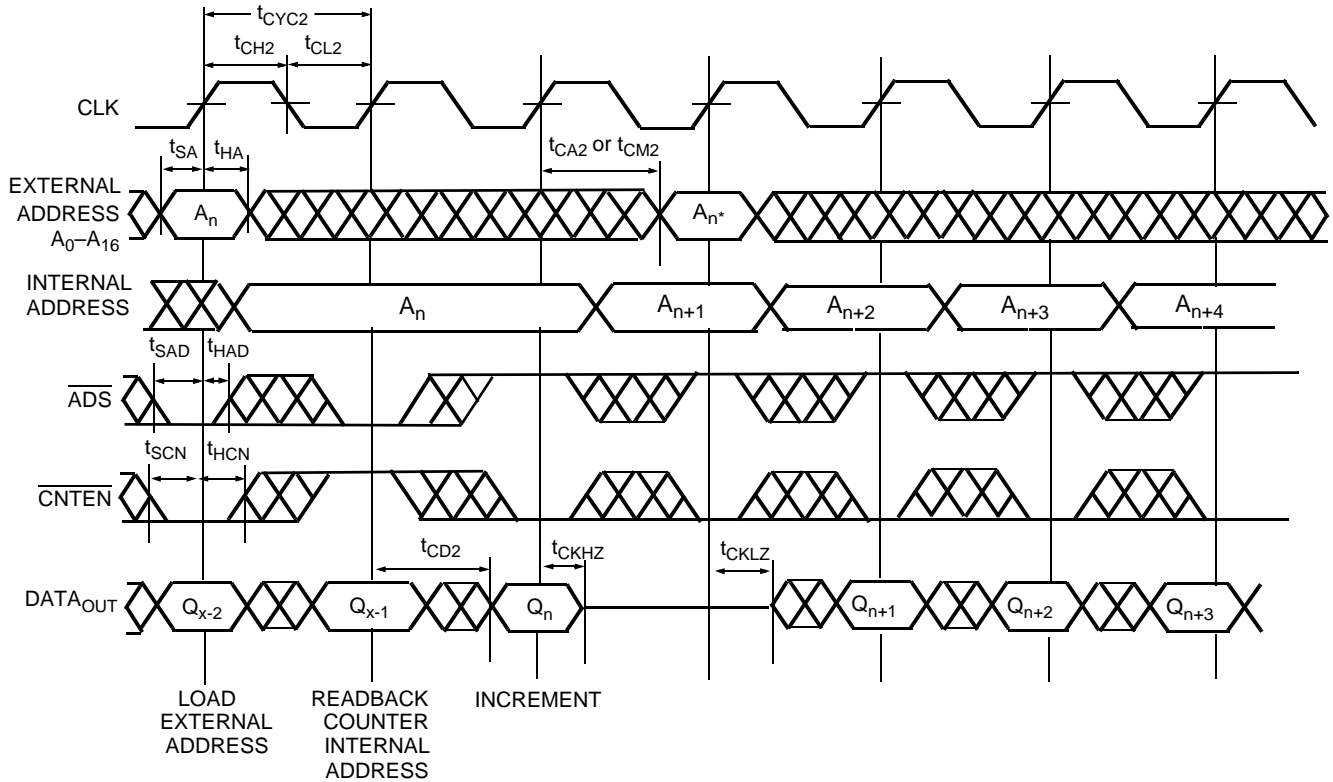 tCYC2
tCH2 tCL2
CLK
tSA tHA tCA2 or tCM2
EXTERNAL
ADDRESS
A0–A16
An An*
INTERNAL
ADDRESS
An An+1 An+2 An+3 An+4
tSAD tHAD
ADS
tSCN tHCN
CNTEN
tCD2 tCKHZ tCKLZ
DATAOUT
Qx-2 Qx-1 Qn Qn+1 Qn+2 Qn+3
LOAD
EXTERNAL
ADDRESS
READBACK
COUNTER
INTERNAL
ADDRESS
INCREMENT